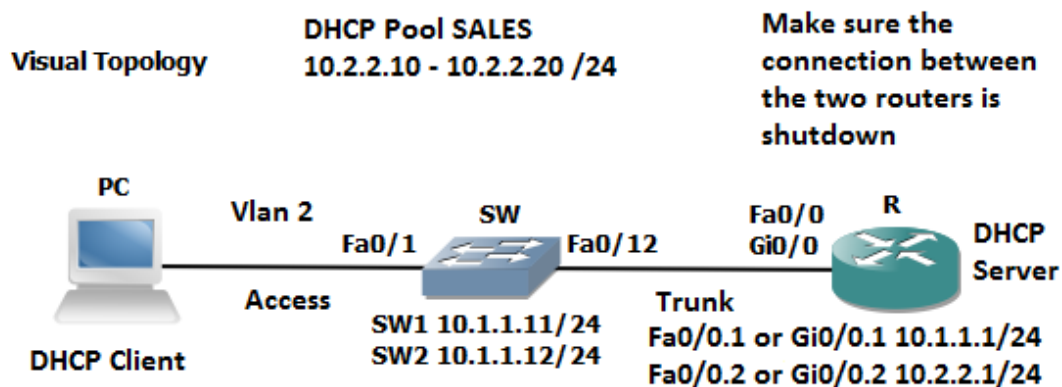 Visual Topology
DHCP Pool SALES
10.2.2.10 - 10.2.2.20 /24
Make sure the
connection between
the two routers is
shutdown
PC
Vlan 2
Fa0/1
Access
DHCP Client
SW
Fa0/12
SW1 10.1.1.11/24
SW2 10.1.1.12/24
Fa0/0
Gi0/0
R
DHCP
Server
Trunk
Fa0/0.1 or Gi0/0.1 10.1.1.1/24
Fa0/0.2 or Gi0/0.2 10.2.2.1/24